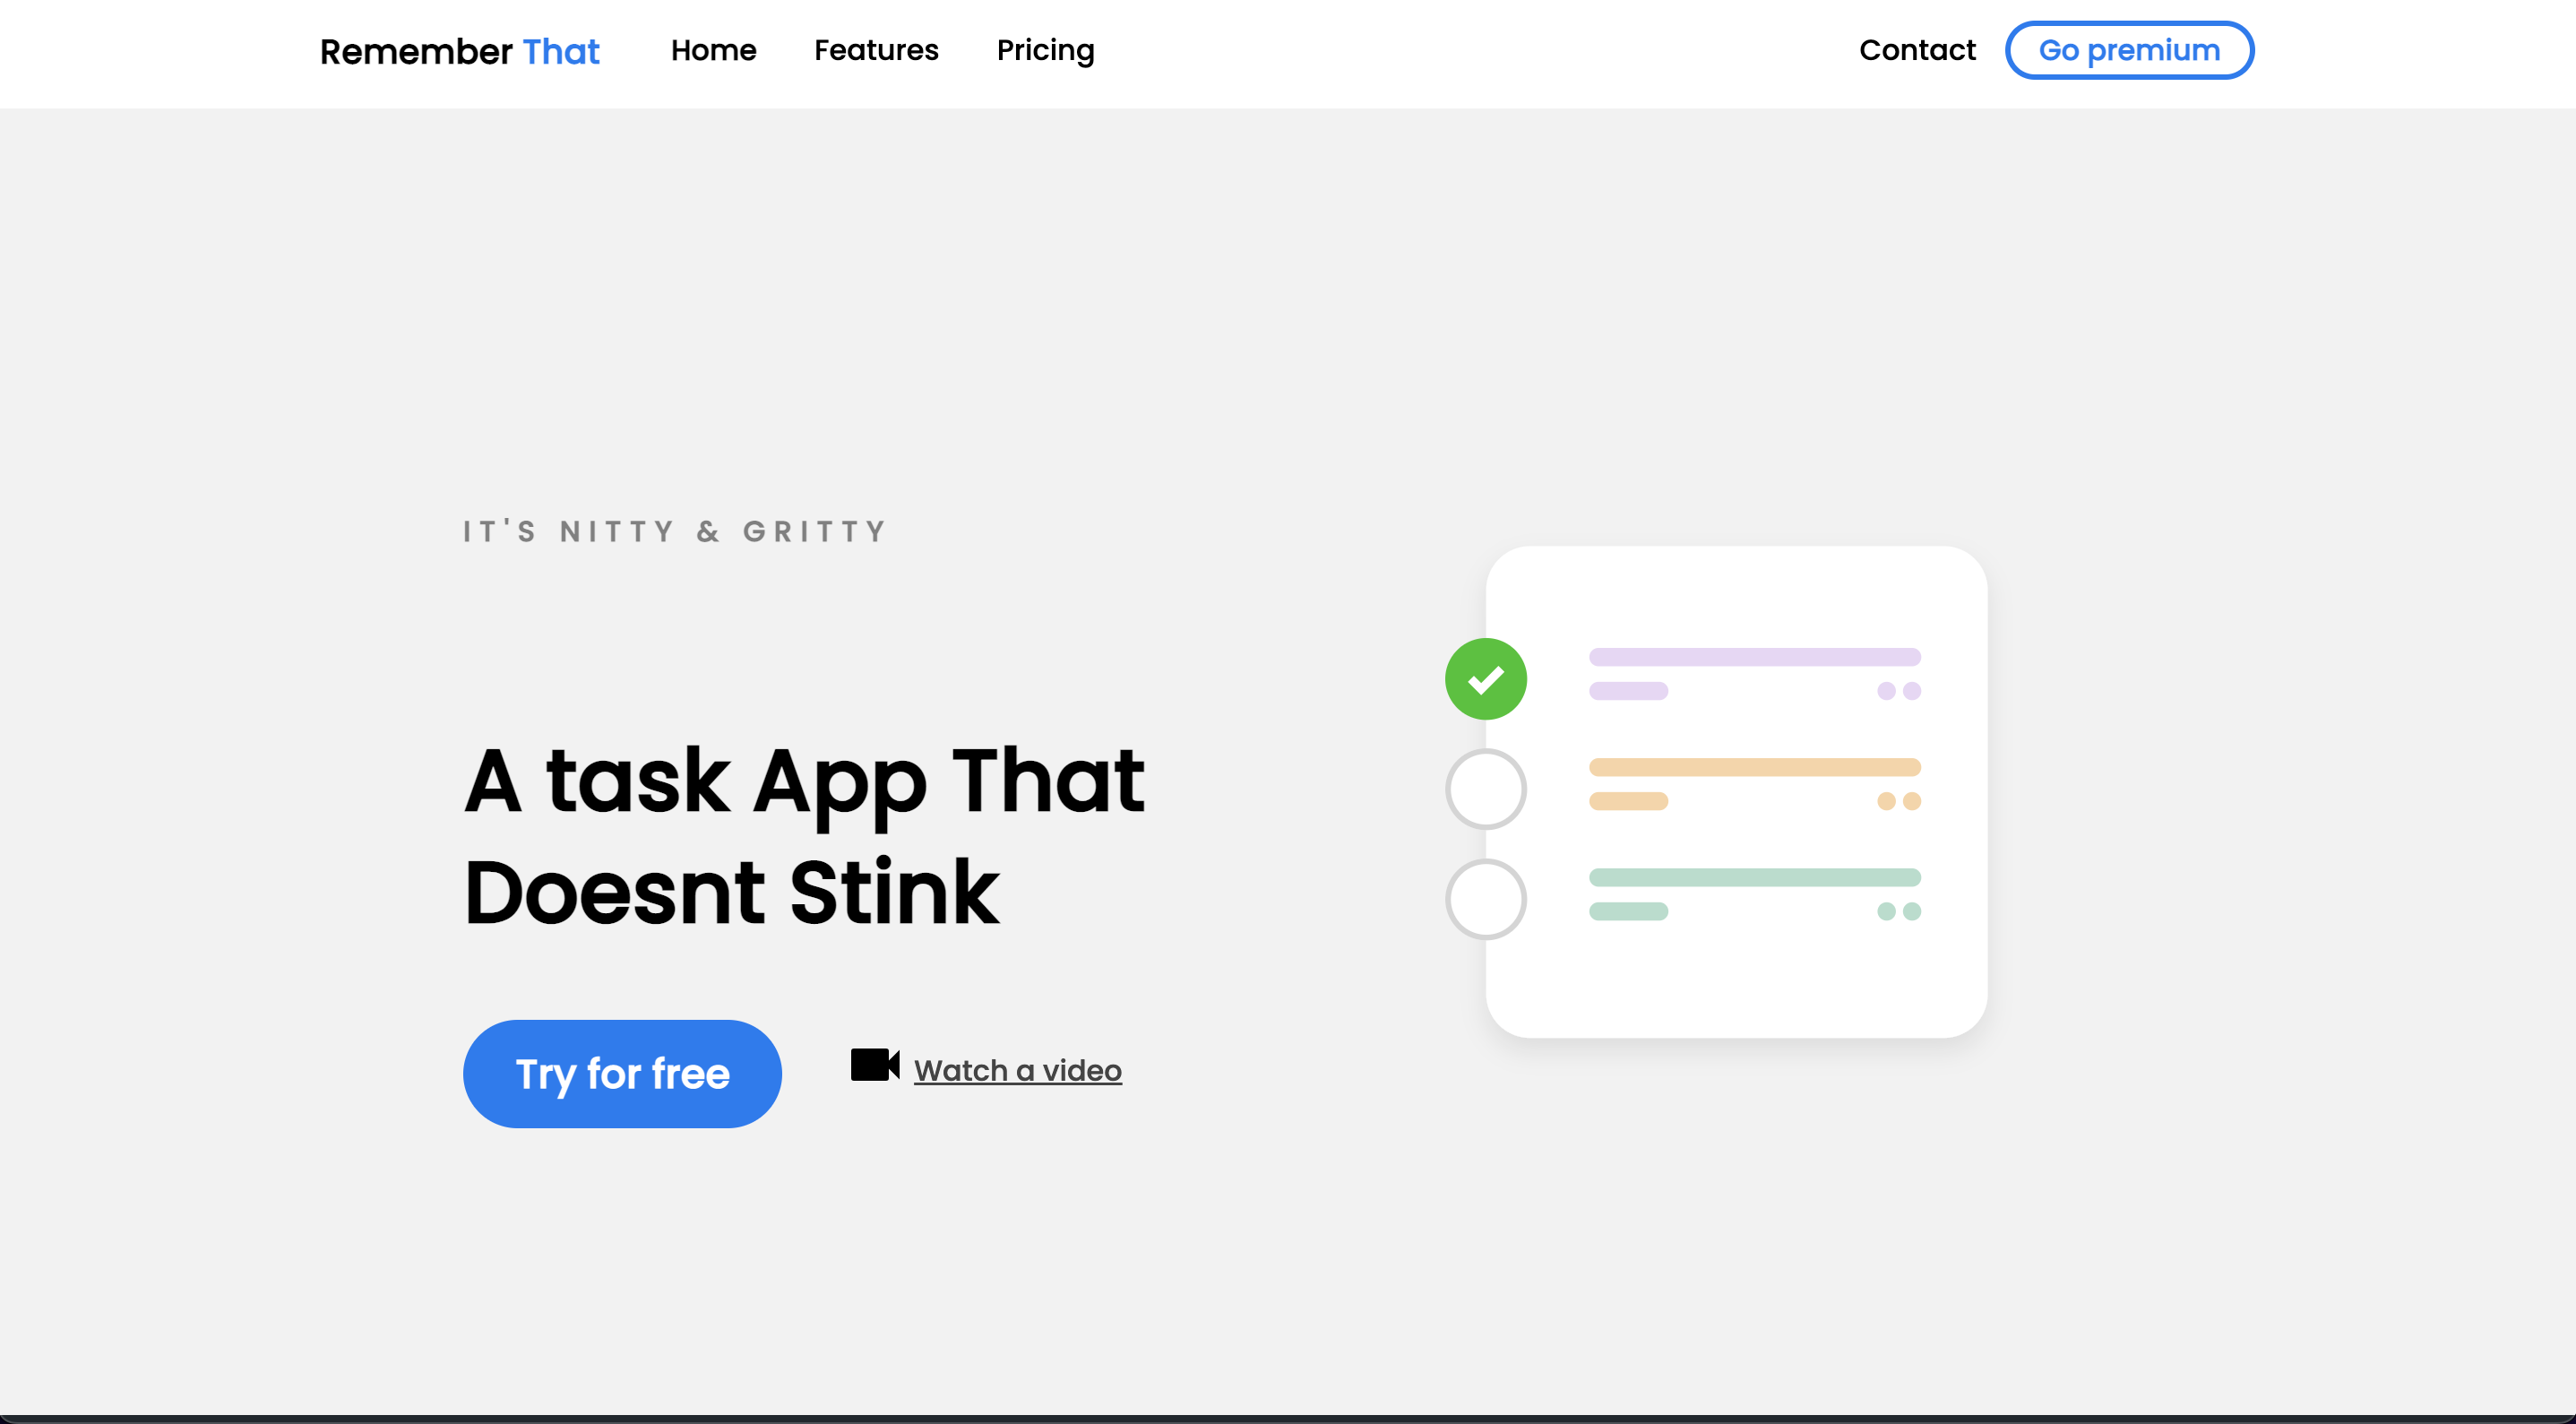 Remember That Home Features Pricing Contact Go premium
IT'S NITTY & GRITTY
A task App That
Doesnt Stink
Try for free Watch a video